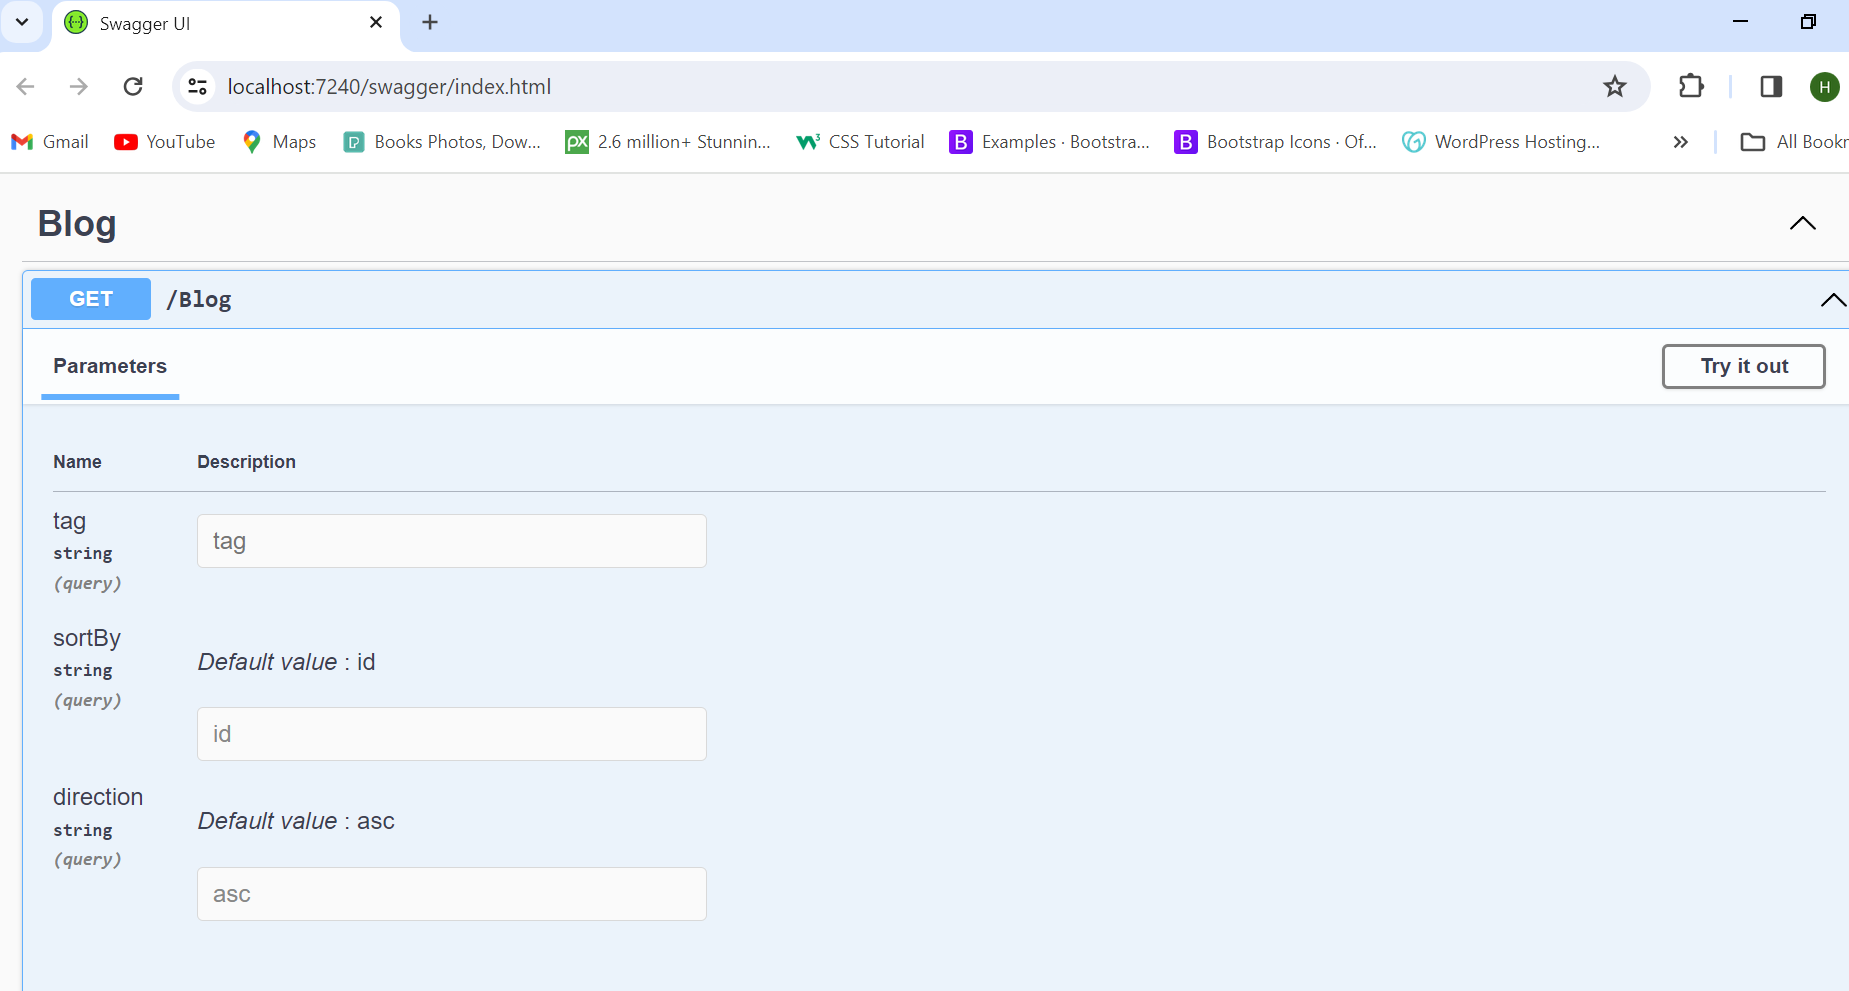 Swagger UI
localhost:7240/swagger/index.html
H
Gmail YouTube Maps Books Photos, Dow... 2.6 million+ Stunnin... CSS Tutorial Examples · Bootstra... Bootstrap Icons · Of... WordPress Hosting... All Bookr
Blog
GET /Blog
Parameters Try it out
Name Description
tag
string
(query)
tag
sortBy
string
(query)
Default value : id
id
direction
string
(query)
Default value : asc
asc